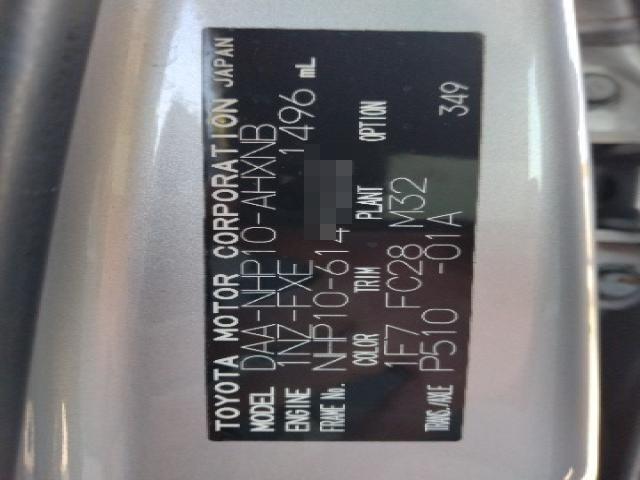 TOYOTA MOTOR CORPORATION JAPAN
MODEL DAA-NHP10-AHXNB
ENGINE 1NZ-FXE 1496 mL
FRAME No. NHP10-614
COLOR TRIM PLANT OPTION
1F7 FC28 M32
TRANS./AXLE P510 -01A 349